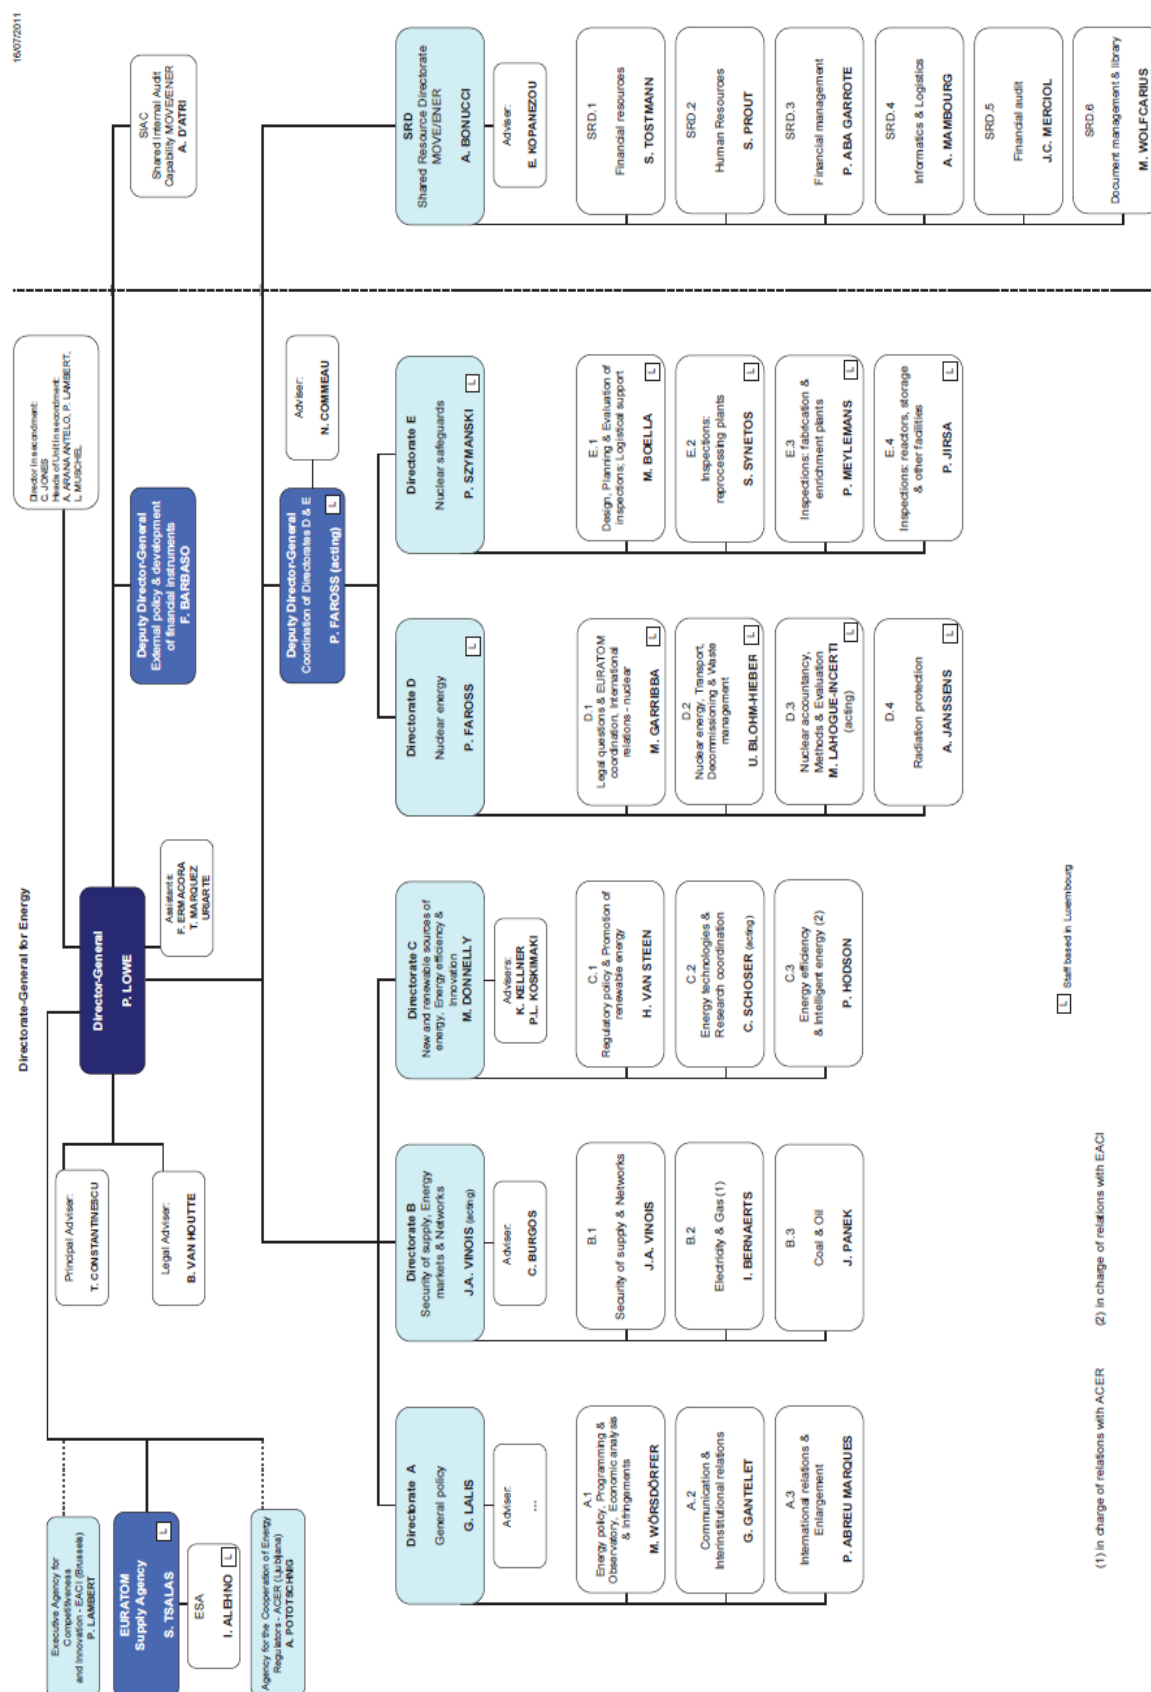 16/07/2011
Directorate-General for Energy
Director-General
P. LOWE
Assistants:
F. ERMACORA
T. MARQUEZ
URIARTE
Principal Adviser:
T. CONSTANTINESCU
Legal Adviser:
B. VAN HOUTTE
Director in secondment:
C. JONES
Heads of Unit in secondment:
A. ARANA ANTELO, P. LAMBERT,
L. MUSCHEL
SIAC
Shared Internal Audit
Capability MOVE/ENER
A. D'ATRI
Executive Agency for
Competitiveness
and Innovation - EACI (Brussels)
P. LAMBERT
EURATOM
Supply Agency
S. TSALAS
L
ESA
I. ALEHNO
L
Agency for the Cooperation of Energy
Regulators - ACER (Ljubljana)
A. POTOTSCHNIG
Deputy Director-General
External policy & development
of financial instruments
F. BARBASO
Deputy Director-General
Coordination of Directorates D & E
P. FAROSS (acting)
L
Adviser:
N. COMMEAU
Directorate A
General policy
G. LALIS
Adviser:
...
A.1
Energy policy, Programming &
Observatory, Economic analysis
& Infringements
M. WÖRSDÖRFER
A.2
Communication &
Interinstitutional relations
G. GANTELET
A.3
International relations &
Enlargement
P. ABREU MARQUES
Directorate B
Security of supply, Energy
markets & Networks
J.A. VINOIS (acting)
Adviser:
C. BURGOS
B.1
Security of supply & Networks
J.A. VINOIS
B.2
Electricity & Gas (1)
I. BERNAERTS
B.3
Coal & Oil
J. PANEK
Directorate C
New and renewable sources of
energy, Energy efficiency &
Innovation
M. DONNELLY
Advisers:
K. KELLNER
P.L. KOSKIMAKI
C.1
Regulatory policy & Promotion of
renewable energy
H. VAN STEEN
C.2
Energy technologies &
Research coordination
C. SCHOSER (acting)
C.3
Energy efficiency
& Intelligent energy (2)
P. HODSON
Directorate D
Nuclear energy
P. FAROSS
L
D.1
Legal questions & EURATOM
coordination, International
relations - nuclear
M. GARRIBBA
L
D.2
Nuclear energy, Transport,
Decommissioning & Waste
management
U. BLOHM-HIEBER
L
D.3
Nuclear accountancy,
Methods & Evaluation
M. LAHOGUE-INCERTI
(acting)
L
D.4
Radiation protection
A. JANSSENS
L
Directorate E
Nuclear safeguards
P. SZYMANSKI
L
E.1
Design, Planning & Evaluation of
inspections; Logistical support
M. BOELLA
L
E.2
Inspections:
reprocessing plants
S. SYNETOS
L
E.3
Inspections: fabrication &
enrichment plants
P. MEYLEMANS
L
E.4
Inspections: reactors, storage
& other facilities
P. JIRSA
L
SRD
Shared Resource Directorate
MOVE/ENER
A. BONUCCI
Adviser:
E. KOPANEZOU
SRD.1
Financial resources
S. TOSTMANN
SRD.2
Human Resources
S. PROUT
SRD.3
Financial management
P. ABA GARROTE
SRD.4
Informatics & Logistics
A. MAMBOURG
SRD.5
Financial audit
J.C. MERCIOL
SRD.6
Document management & library
M. WOLFCARIUS
L Staff based in Luxembourg
(1) in charge of relations with ACER
(2) in charge of relations with EACI